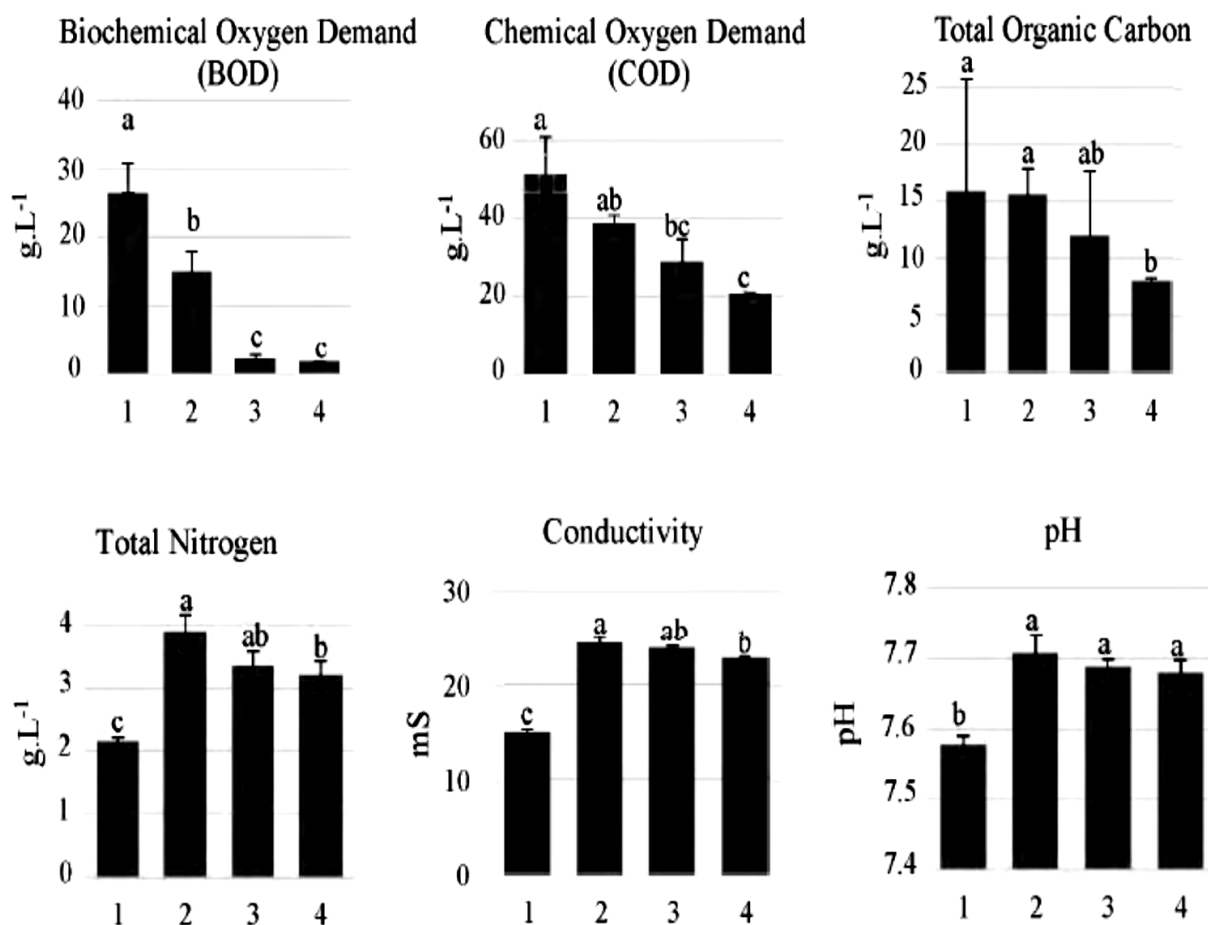 Biochemical Oxygen Demand
(BOD)
40
30
20
10
0
g.L⁻¹
a
b
c
c
1 2 3 4
Chemical Oxygen Demand
(COD)
60
40
20
0
g.L⁻¹
a
ab
bc
c
1 2 3 4
Total Organic Carbon
25
20
15
10
5
0
g.L⁻¹
a
a
ab
b
1 2 3 4
Total Nitrogen
4
3
2
1
0
g.L⁻¹
c
a
ab
b
1 2 3 4
Conductivity
30
20
10
0
mS
c
a
ab
b
1 2 3 4
pH
7.8
7.7
7.6
7.5
7.4
pH
b
a
a
a
1 2 3 4